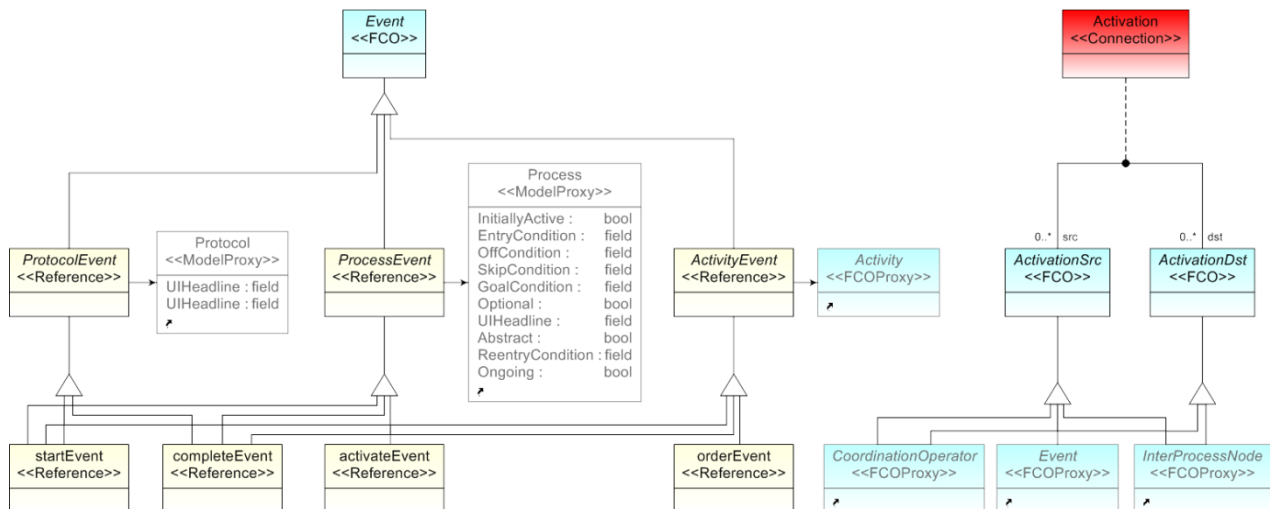 Event
<<FCO>>
Activation
<<Connection>>
Process
<<ModelProxy>>
InitiallyActive : bool
EntryCondition : field
OffCondition : field
SkipCondition : field
GoalCondition : field
Optional : bool
UIHeadline : field
Abstract : bool
ReentryCondition : field
Ongoing : bool
Protocol
<<ModelProxy>>
UIHeadline : field
UIHeadline : field
0..* src
0..* dst
ProtocolEvent
<<Reference>>
ProcessEvent
<<Reference>>
ActivityEvent
<<Reference>>
Activity
<<FCOProxy>>
ActivationSrc
<<FCO>>
ActivationDst
<<FCO>>
startEvent
<<Reference>>
completeEvent
<<Reference>>
activateEvent
<<Reference>>
orderEvent
<<Reference>>
CoordinationOperator
<<FCOProxy>>
Event
<<FCOProxy>>
InterProcessNode
<<FCOProxy>>